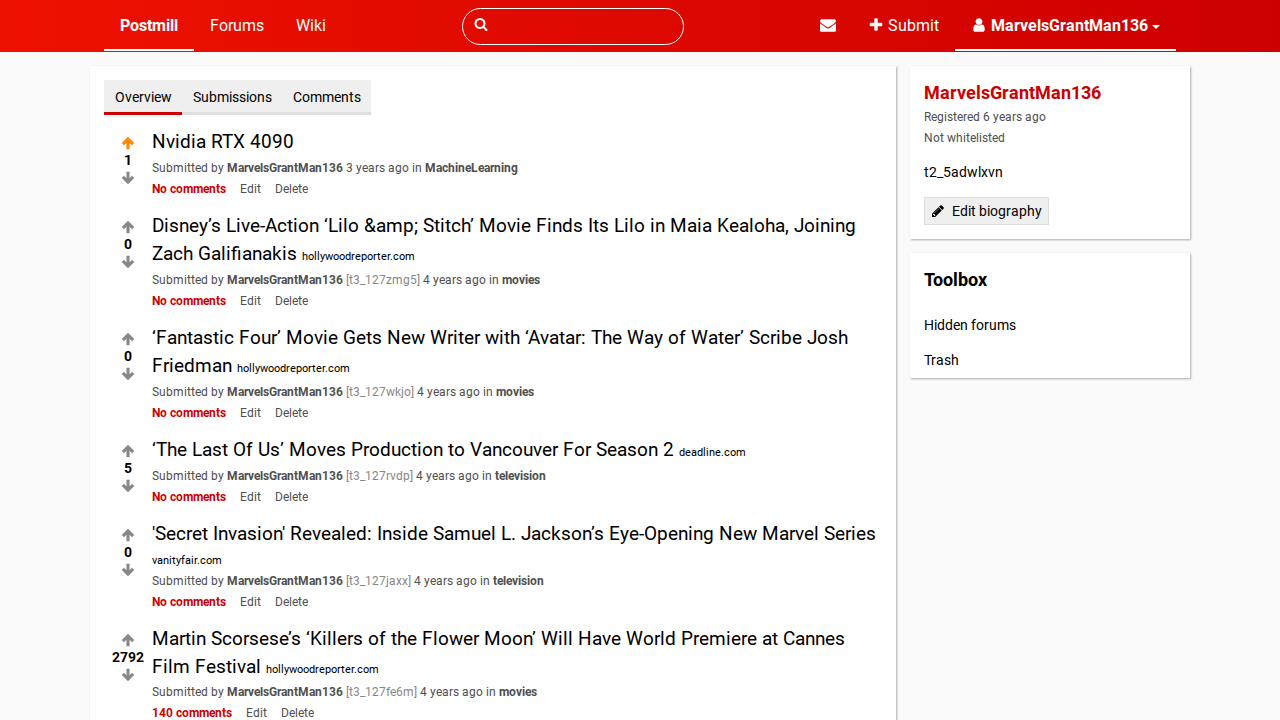 Postmill Forums Wiki Submit MarvelsGrantMan136
Overview Submissions Comments
Nvidia RTX 4090
1
Submitted by MarvelsGrantMan136 3 years ago in MachineLearning
No comments Edit Delete
Disney’s Live-Action ‘Lilo &amp; Stitch’ Movie Finds Its Lilo in Maia Kealoha, Joining
Zach Galifianakis hollywoodreporter.com
0
Submitted by MarvelsGrantMan136 [t3_127zmg5] 4 years ago in movies
No comments Edit Delete
‘Fantastic Four’ Movie Gets New Writer with ‘Avatar: The Way of Water’ Scribe Josh
Friedman hollywoodreporter.com
0
Submitted by MarvelsGrantMan136 [t3_127wkjo] 4 years ago in movies
No comments Edit Delete
‘The Last Of Us’ Moves Production to Vancouver For Season 2 deadline.com
5
Submitted by MarvelsGrantMan136 [t3_127rvdp] 4 years ago in television
No comments Edit Delete
'Secret Invasion' Revealed: Inside Samuel L. Jackson’s Eye-Opening New Marvel Series
vanityfair.com
0
Submitted by MarvelsGrantMan136 [t3_127jaxx] 4 years ago in television
No comments Edit Delete
Martin Scorsese’s ‘Killers of the Flower Moon’ Will Have World Premiere at Cannes
Film Festival hollywoodreporter.com
2792
Submitted by MarvelsGrantMan136 [t3_127fe6m] 4 years ago in movies
140 comments Edit Delete
MarvelsGrantMan136
Registered 6 years ago
Not whitelisted
t2_5adwlxvn
Edit biography
Toolbox
Hidden forums
Trash